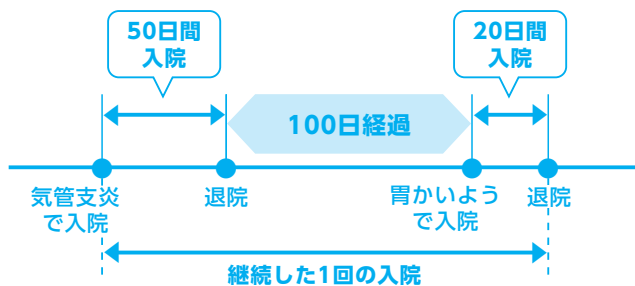 50日間
入院
20日間
入院
100日経過
気管支炎
で入院
退院
胃かいよう
で入院
退院
継続した1回の入院